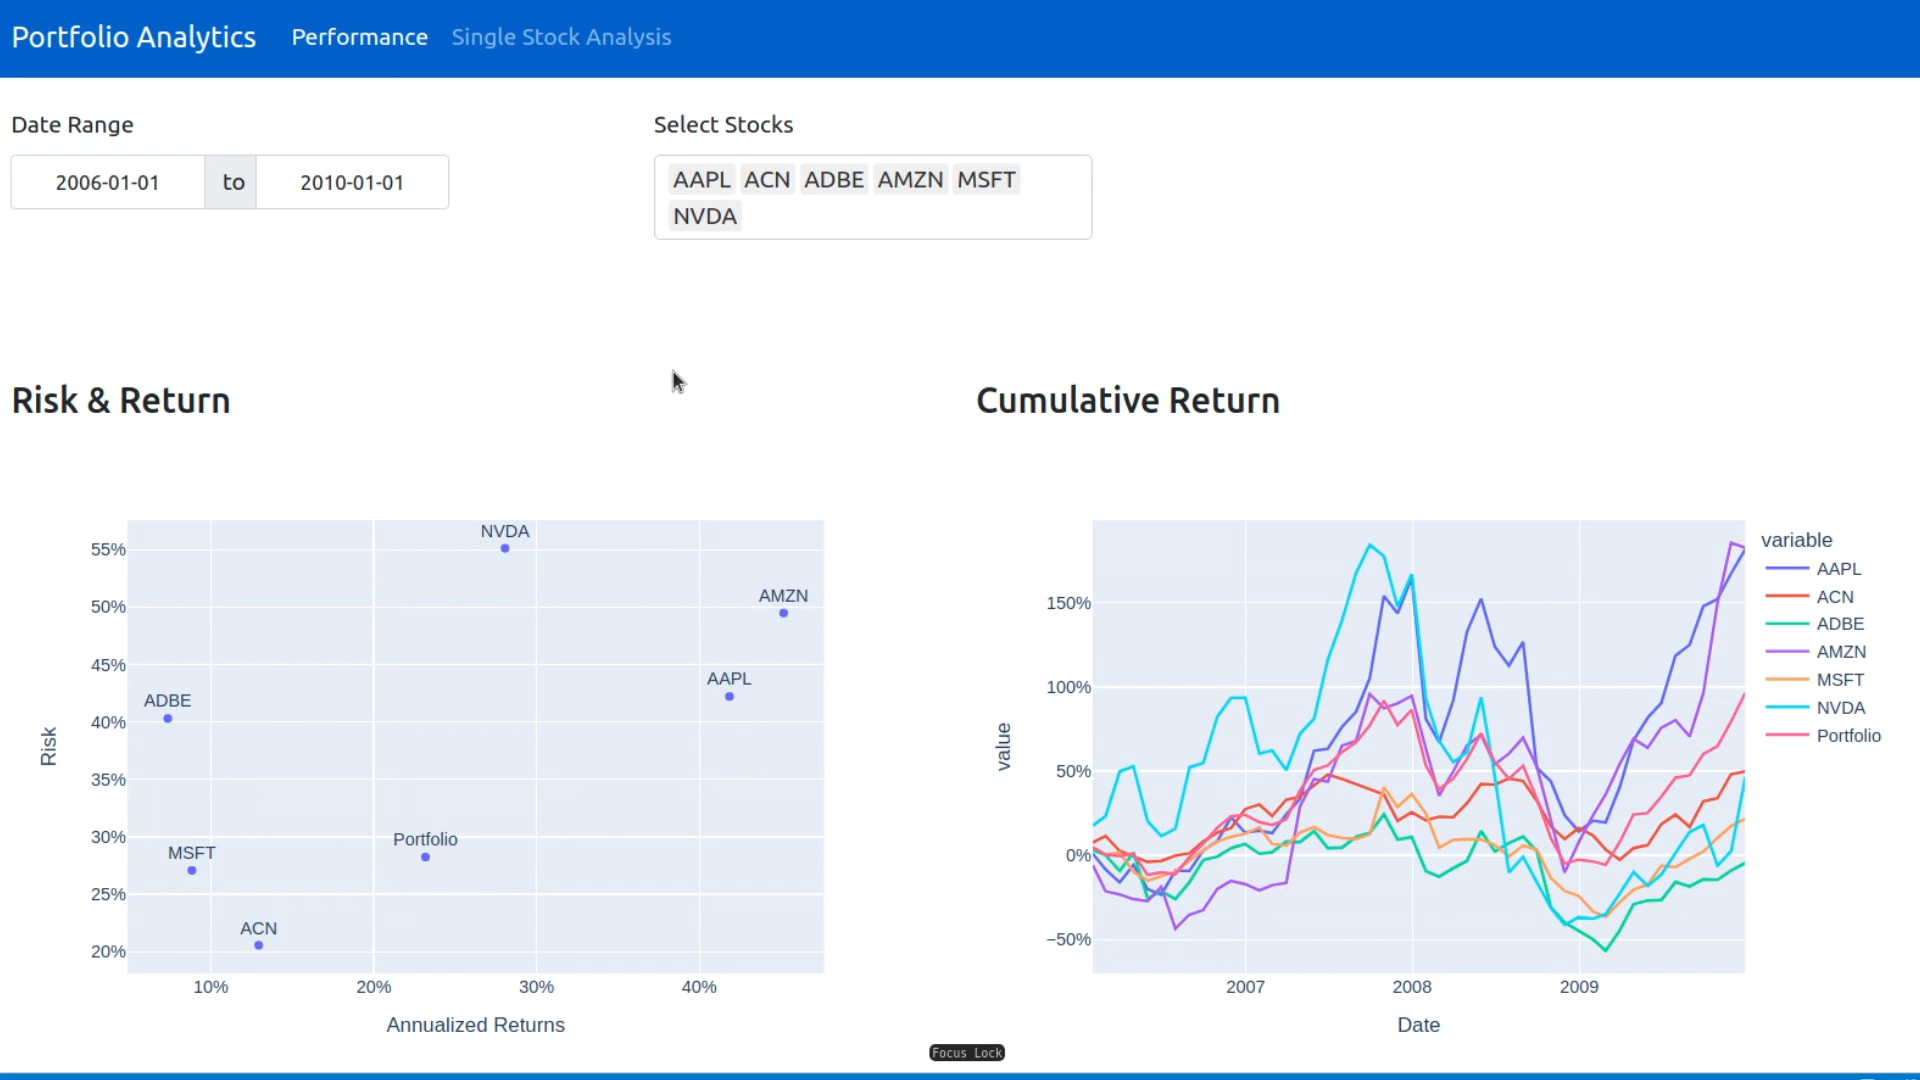 Portfolio Analytics Performance Single Stock Analysis
Date Range
2006-01-01 to 2010-01-01
Select Stocks
AAPL ACN ADBE AMZN MSFT
NVDA
Risk & Return
Risk
55%
50%
45%
40%
35%
30%
25%
20%
NVDA
AMZN
AAPL
ADBE
Portfolio
MSFT
ACN
10% 20% 30% 40%
Annualized Returns
Cumulative Return
value
150%
100%
50%
0%
−50%
2007 2008 2009
Date
variable
AAPL
ACN
ADBE
AMZN
MSFT
NVDA
Portfolio
Focus Lock